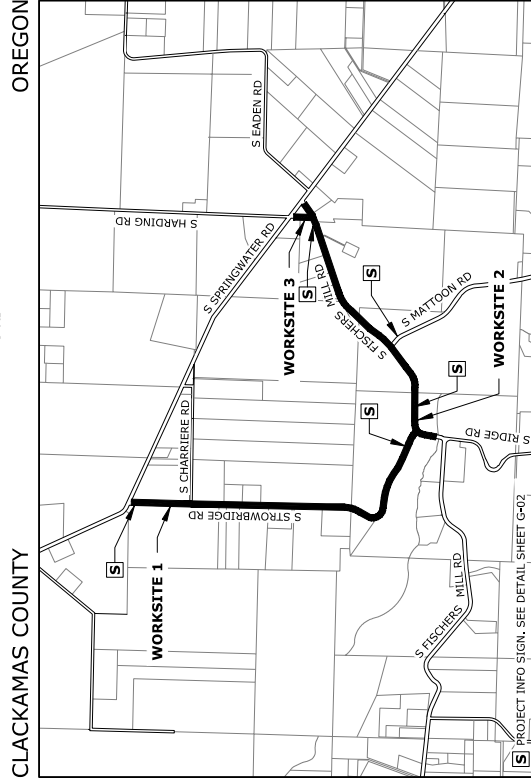 CLACKAMAS COUNTY
OREGON
S EADEN RD
S HARDING RD
S SPRINGWATER RD
WORKSITE 3
S
S FISCHERS
MILL RD
S
S MATTOON RD
WORKSITE 2
S
S
S CHARRIERE RD
S STROWBRIDGE RD
S RIDGE RD
S
WORKSITE 1
S FISCHERS
MILL RD
S PROJECT INFO SIGN. SEE DETAIL SHEET G-02